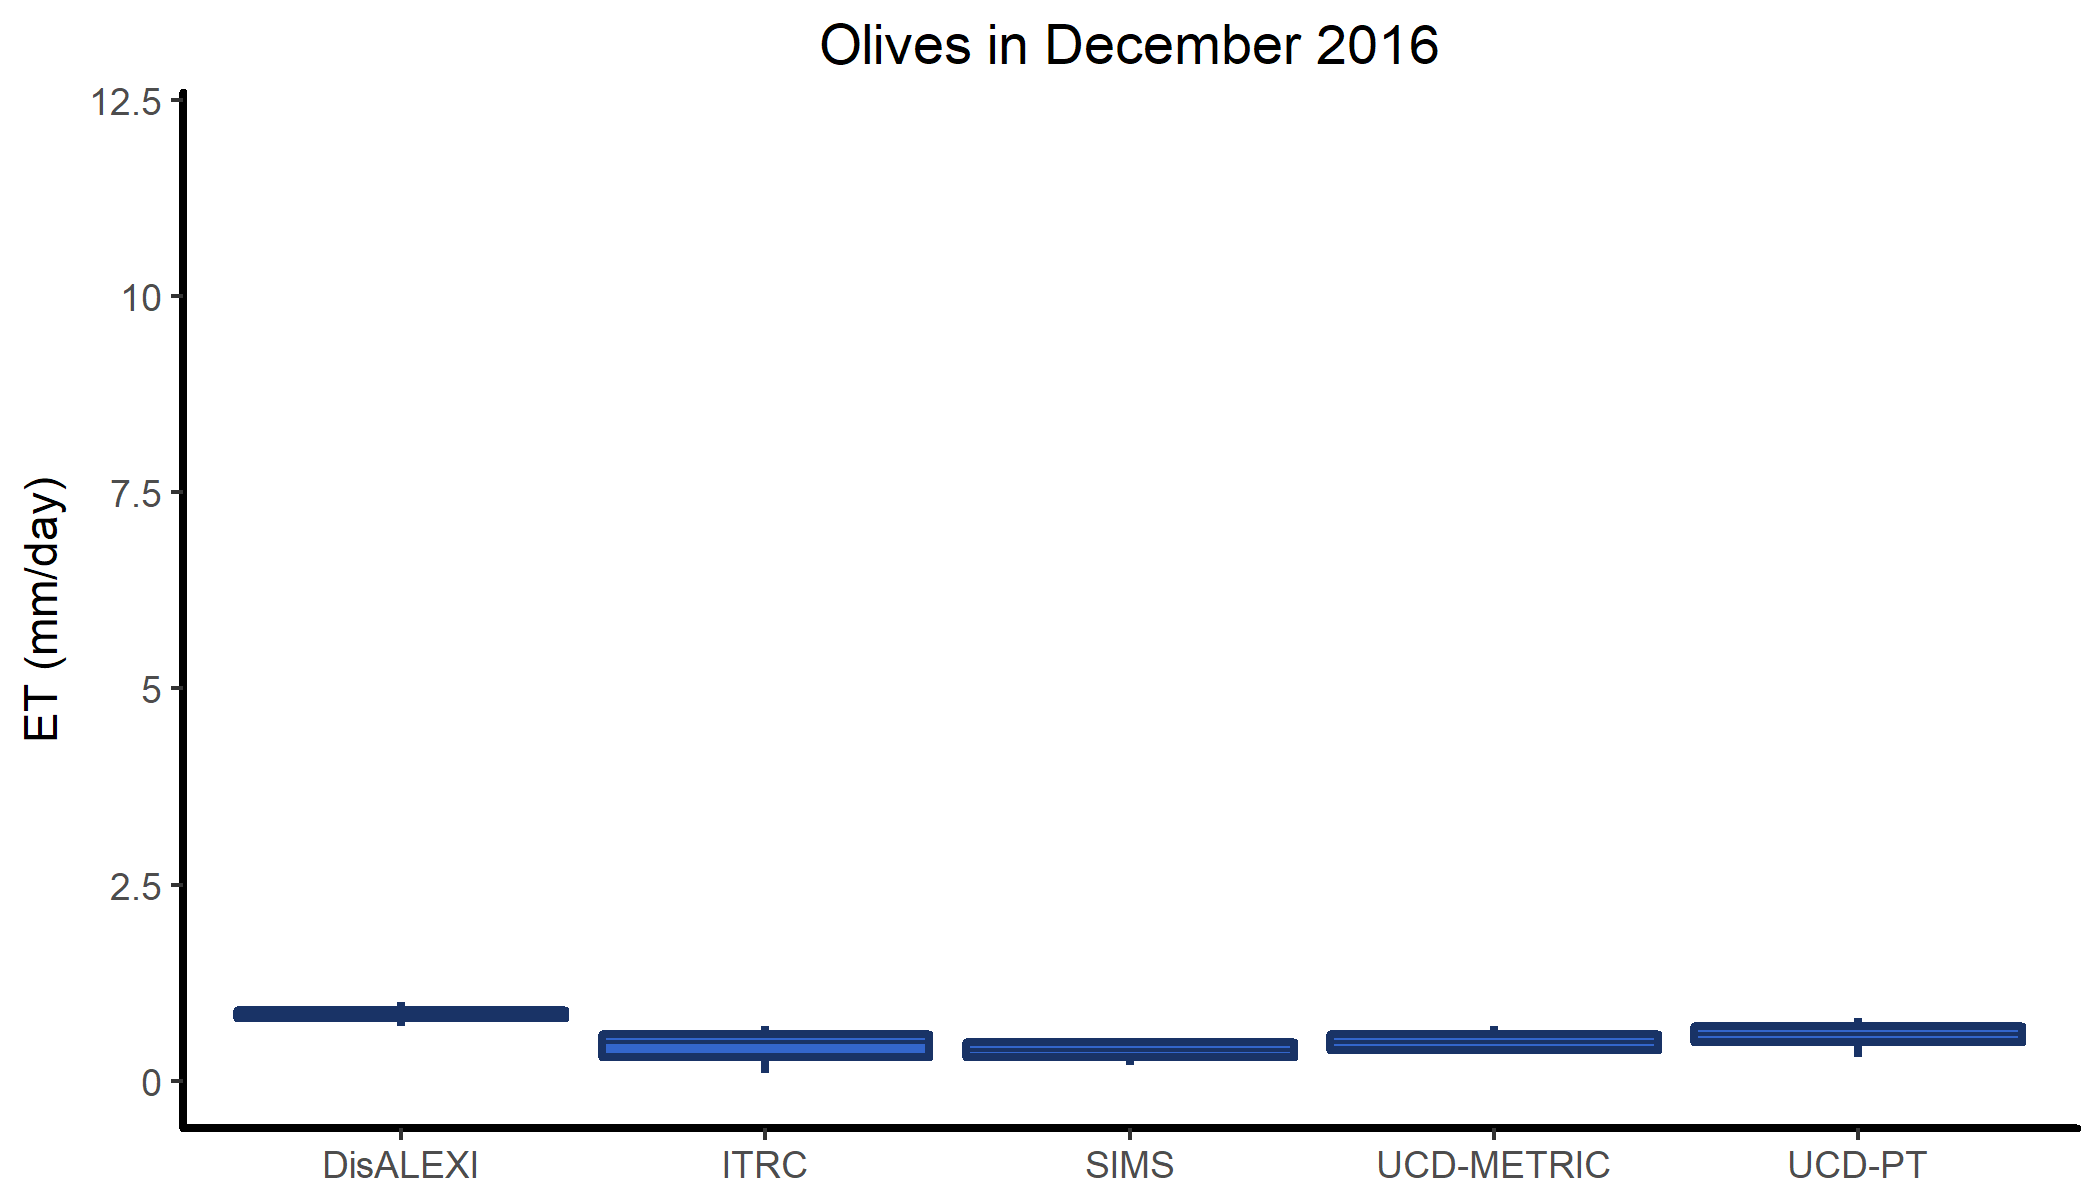 Olives in December 2016
12.5
10
7.5
5
2.5
0
ET (mm/day)
DisALEXI ITRC SIMS UCD-METRIC UCD-PT